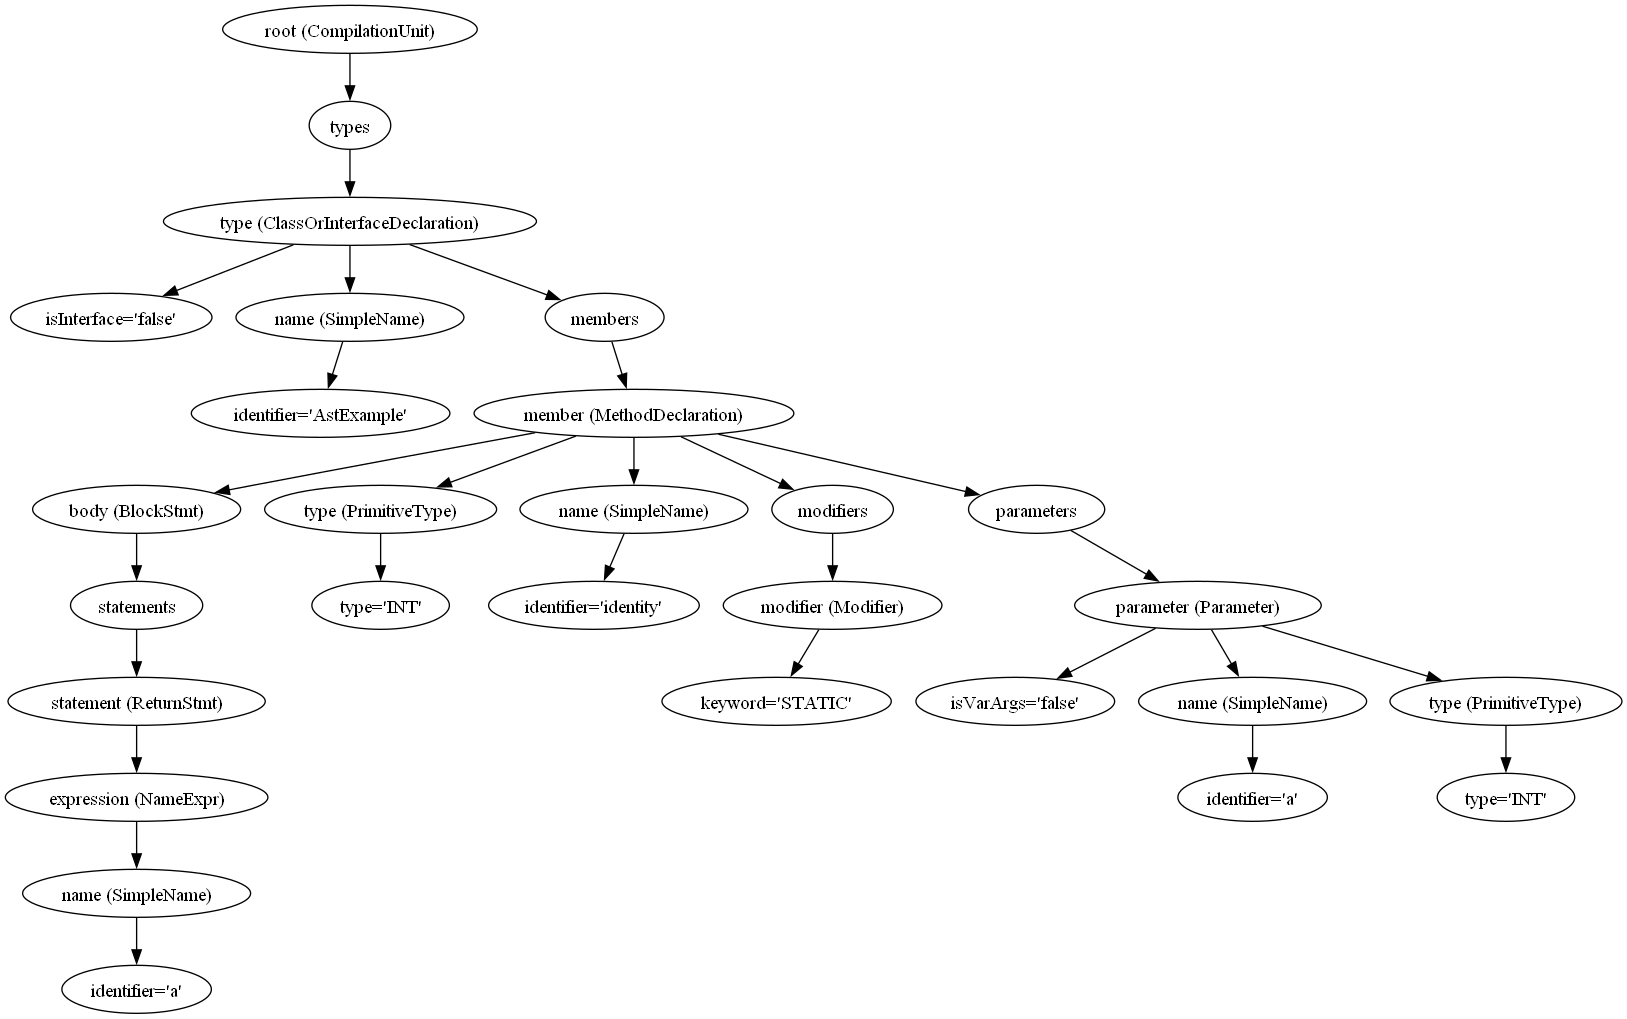 root (CompilationUnit)
types
type (ClassOrInterfaceDeclaration)
isInterface='false'
name (SimpleName)
members
identifier='AstExample'
member (MethodDeclaration)
body (BlockStmt)
type (PrimitiveType)
name (SimpleName)
modifiers
parameters
statements
type='INT'
identifier='identity'
modifier (Modifier)
parameter (Parameter)
statement (ReturnStmt)
keyword='STATIC'
isVarArgs='false'
name (SimpleName)
type (PrimitiveType)
expression (NameExpr)
identifier='a'
type='INT'
name (SimpleName)
identifier='a'